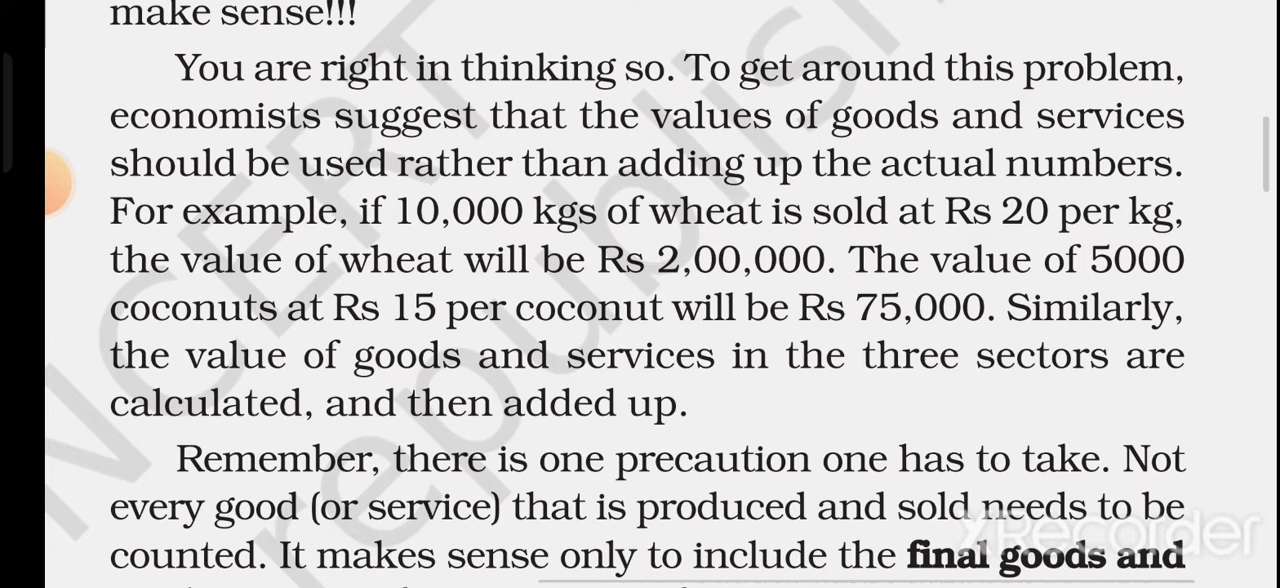 make sense!!!
You are right in thinking so. To get around this problem,
economists suggest that the values of goods and services
should be used rather than adding up the actual numbers.
For example, if 10,000 kgs of wheat is sold at Rs 20 per kg,
the value of wheat will be Rs 2,00,000. The value of 5000
coconuts at Rs 15 per coconut will be Rs 75,000. Similarly,
the value of goods and services in the three sectors are
calculated, and then added up.
Remember, there is one precaution one has to take. Not
every good (or service) that is produced and sold needs to be
counted. It makes sense only to include the final goods and
NCERT
republish
XRecorder